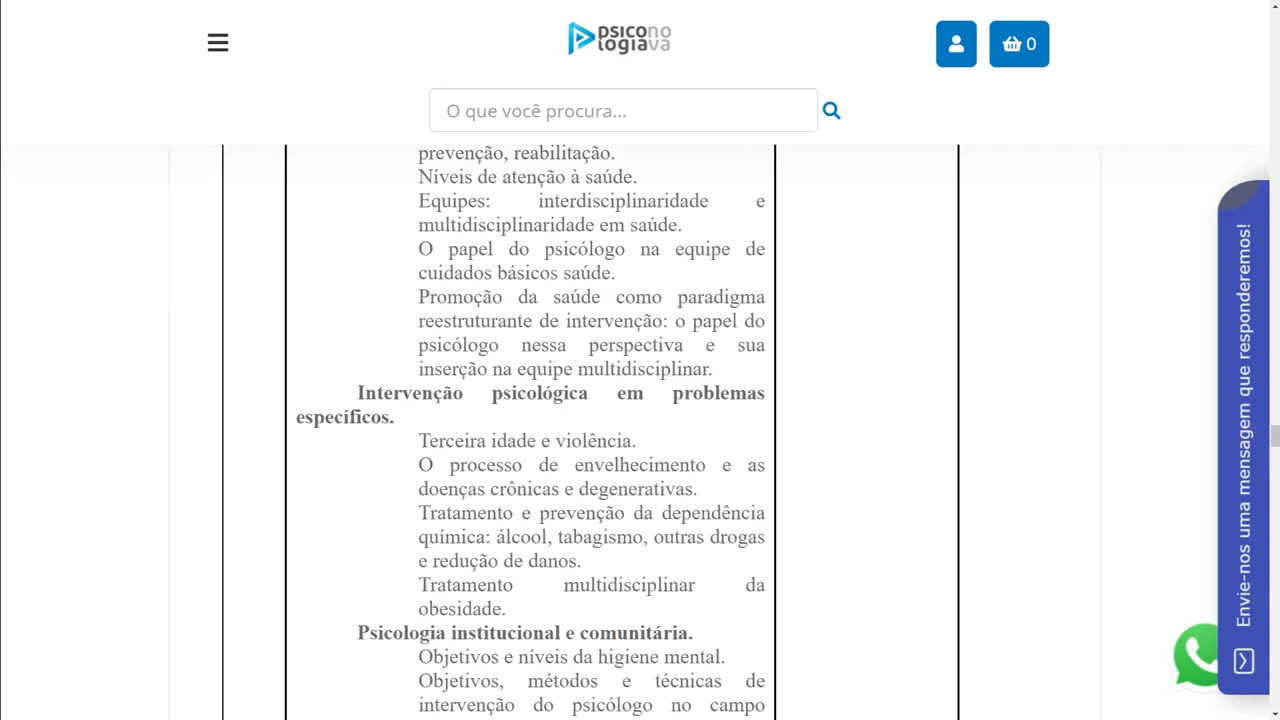 psicono
logiava
0
O que você procura...
prevenção, reabilitação.
Níveis de atenção à saúde.
Equipes: interdisciplinaridade e
multidisciplinaridade em saúde.
O papel do psicólogo na equipe de
cuidados básicos saúde.
Promoção da saúde como paradigma
reestruturante de intervenção: o papel do
psicólogo nessa perspectiva e sua
inserção na equipe multidisciplinar.
Intervenção psicológica em problemas
específicos.
Terceira idade e violência.
O processo de envelhecimento e as
doenças crônicas e degenerativas.
Tratamento e prevenção da dependência
química: álcool, tabagismo, outras drogas
e redução de danos.
Tratamento multidisciplinar da
obesidade.
Psicologia institucional e comunitária.
Objetivos e níveis da higiene mental.
Objetivos, métodos e técnicas de
intervenção do psicólogo no campo
Envie-nos uma mensagem que responderemos!